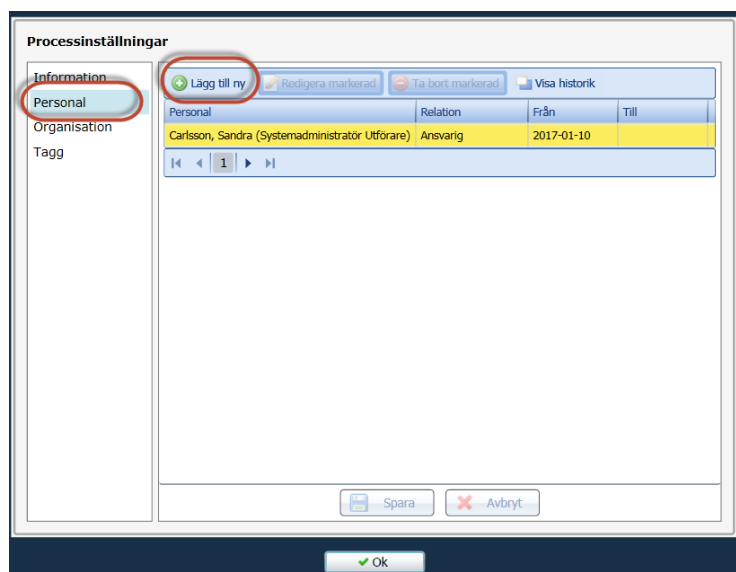 Processinställningar
Information
Personal
Organisation
Tagg
Lägg till ny Redigera markerad Ta bort markerad Visa historik
Personal Relation Från Till
Carlsson, Sandra (Systemadministratör Utförare) Ansvarig 2017-01-10
1
Spara Avbryt
Ok